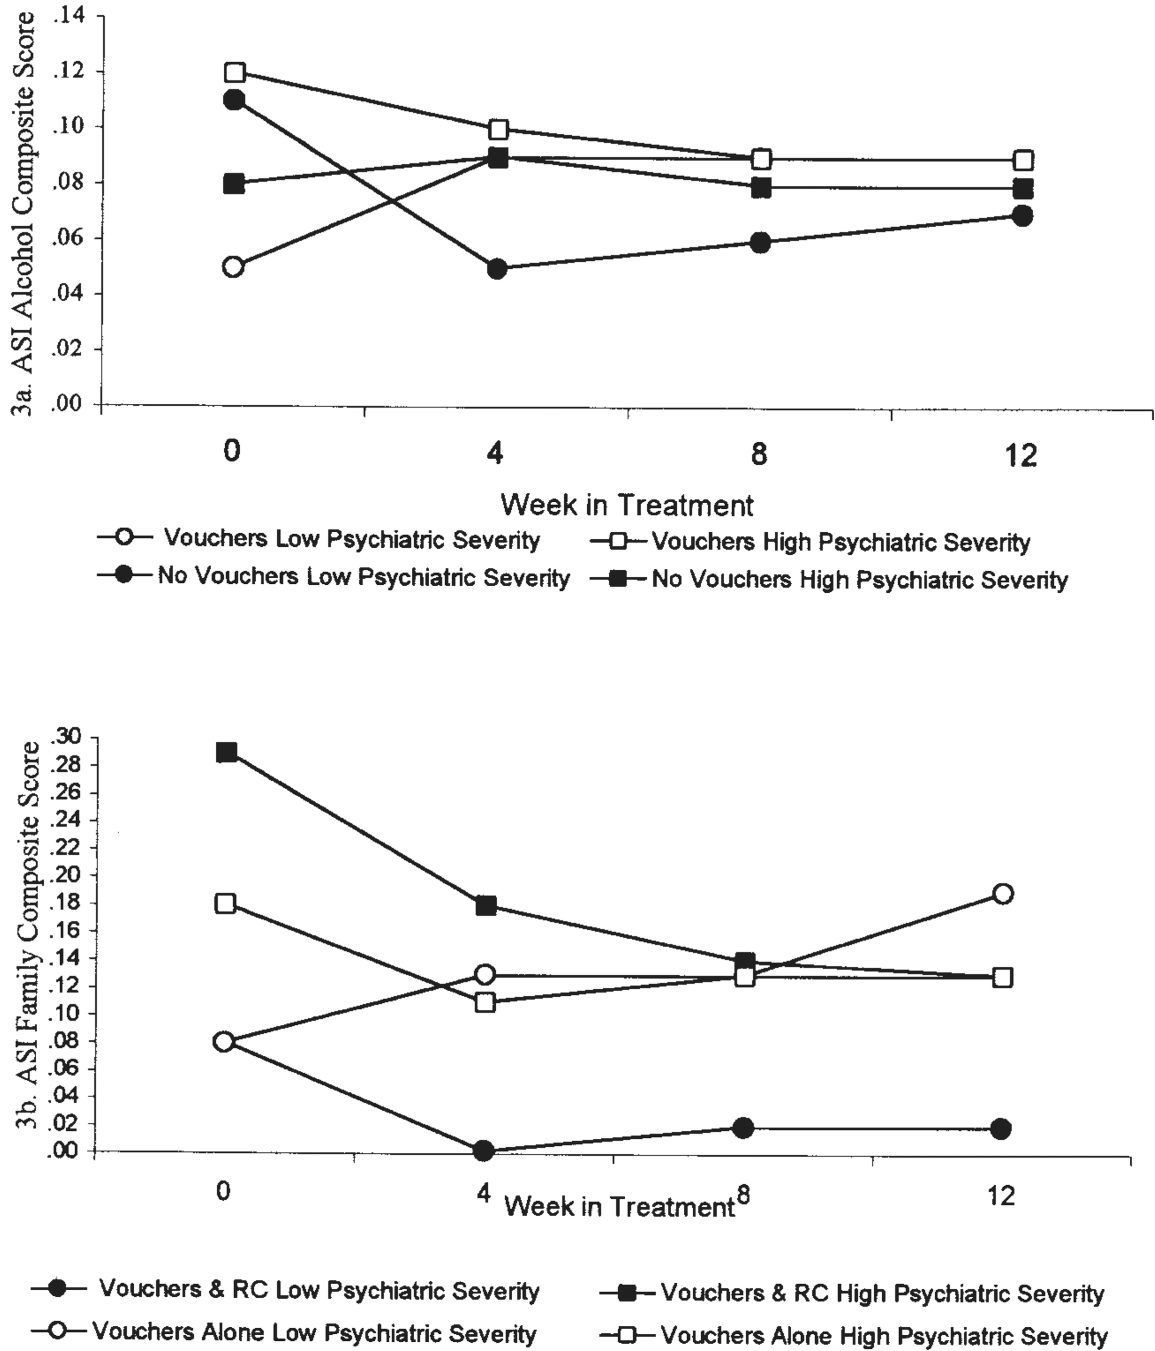 3a. ASI Alcohol Composite Score
.14
.12
.10
.08
.06
.04
.02
.00
0 4 8 12
Week in Treatment
Vouchers Low Psychiatric Severity Vouchers High Psychiatric Severity
No Vouchers Low Psychiatric Severity No Vouchers High Psychiatric Severity
3b. ASI Family Composite Score
.30
.28
.26
.24
.22
.20
.18
.16
.14
.12
.10
.08
.06
.04
.02
.00
0 4 8 12
Week in Treatment
Vouchers & RC Low Psychiatric Severity Vouchers & RC High Psychiatric Severity
Vouchers Alone Low Psychiatric Severity Vouchers Alone High Psychiatric Severity